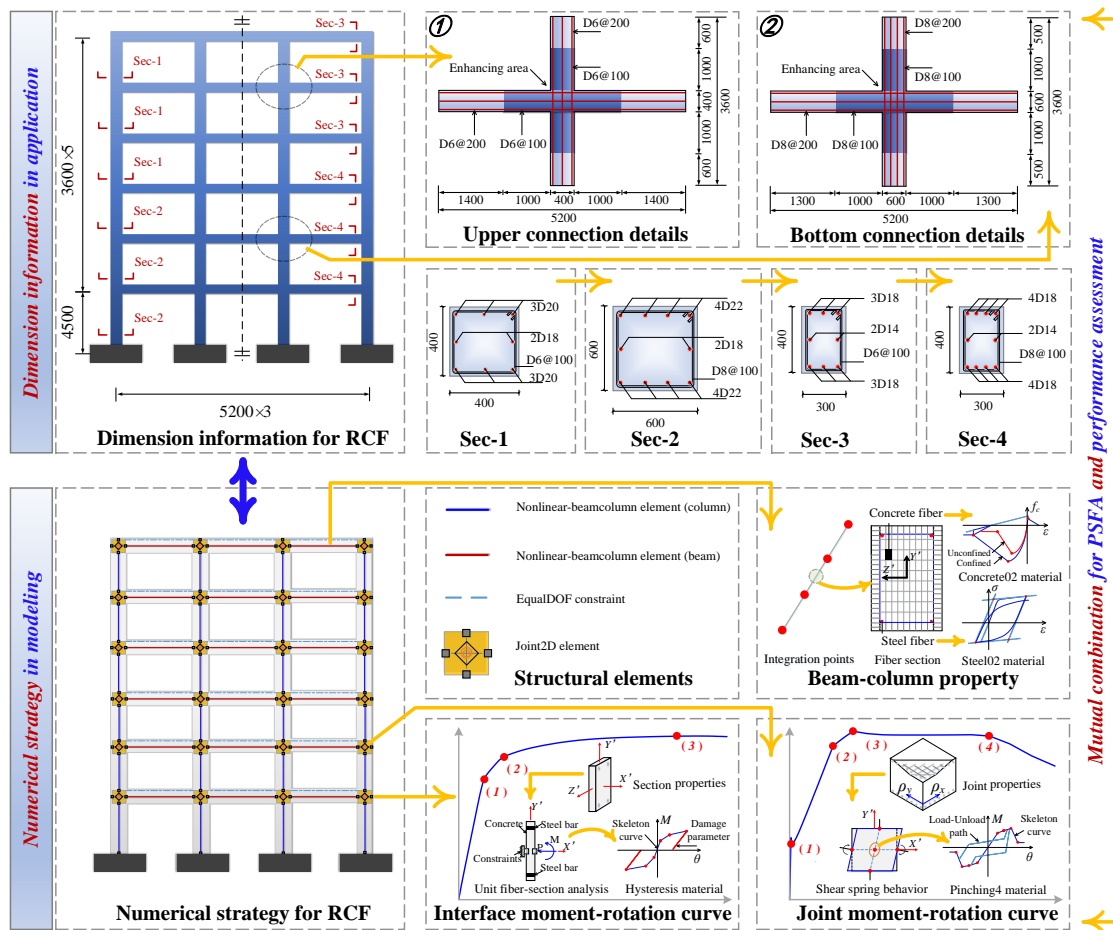 Dimension information in application
Sec-3
Sec-1
Sec-3
Sec-1
Sec-3
Sec-1
Sec-4
Sec-2
Sec-4
Sec-2
Sec-4
Sec-2
3600×5
4500
5200×3
Dimension information for RCF
1
D6@200
D6@100
Enhancing area
D6@200
D6@100
600
1000
400
1000
600
3600
1400
1000
400
1000
1400
5200
Upper connection details
2
D8@200
D8@100
Enhancing area
D8@200
D8@100
500
1000
600
1000
500
3600
1300
1000
600
1000
1300
5200
Bottom connection details
3D20
2D18
D6@100
3D20
400
400
Sec-1
4D22
2D18
D8@100
4D22
600
600
Sec-2
3D18
2D14
D6@100
3D18
400
300
Sec-3
4D18
2D14
D8@100
4D18
400
300
Sec-4
Mutual combination for PSFA and performance assessment
Numerical strategy in modeling
Numerical strategy for RCF
Nonlinear-beamcolumn element (column)
Nonlinear-beamcolumn element (beam)
EqualDOF constraint
Joint2D element
Structural elements
Integration points
Concrete fiber
Y'
Z'
Steel fiber
Fiber section
f c
ε
Unconfined
Confined
Concrete02 material
σ
ε
Steel02 material
Beam-column property
(1)
(2)
(3)
Y'
X'
Z'
Section properties
Y'
Concrete
Steel bar
M
P
X'
Constraints
Steel bar
Unit fiber-section analysis
Skeleton
curve
M
Damage
parameter
θ
Hysteresis material
Interface moment-rotation curve
(1)
(2)
(3)
(4)
ρy
ρx
Joint properties
Y'
X'
Shear spring behavior
Load-Unload
path
M
Skeleton
curve
θ
Pinching4 material
Joint moment-rotation curve